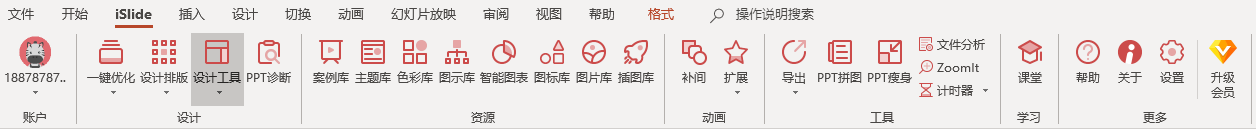 文件 开始 iSlide 插入 设计 切换 动画 幻灯片放映 审阅 视图 帮助 格式 操作说明搜索
18878787.. 一键优化 设计排版 设计工具 PPT诊断 案例库 主题库 色彩库 图示库 智能图表 图标库 图片库 插图库 补间 扩展 导出 PPT拼图 PPT瘦身 文件分析 ZoomIt 计时器 课堂 帮助 关于 设置 升级
会员
账户 设计 资源 动画 工具 学习 更多